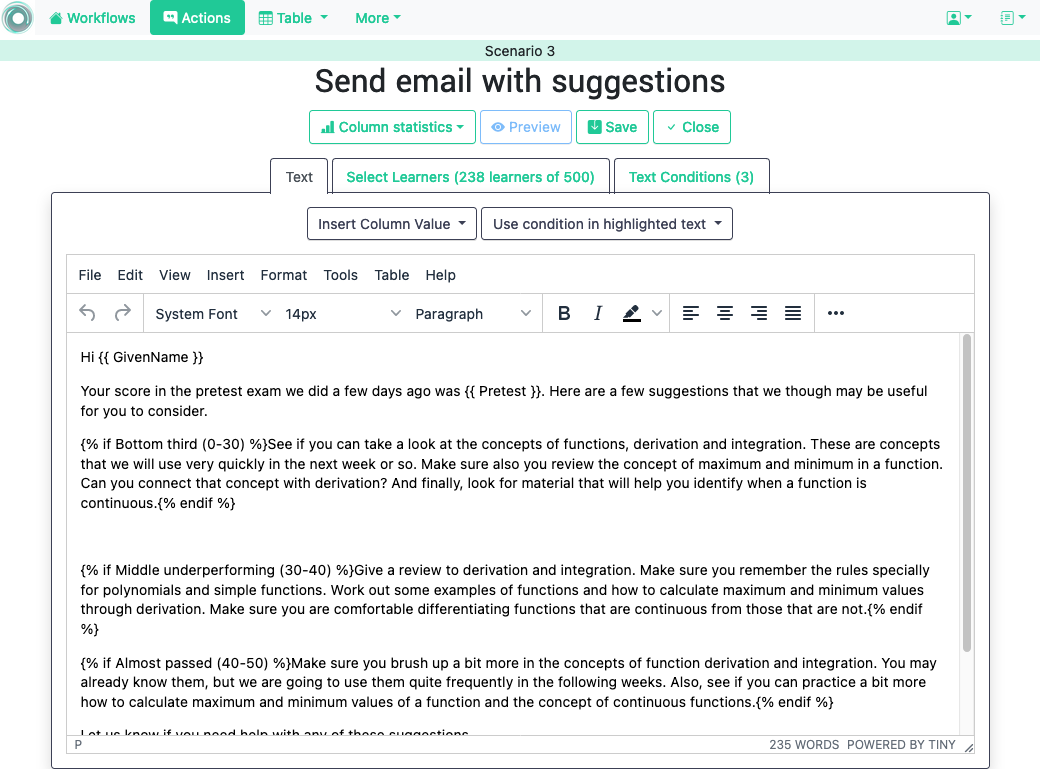 Workflows Actions Table More
Scenario 3
Send email with suggestions
Column statistics Preview Save Close
Text Select Learners (238 learners of 500) Text Conditions (3)
Insert Column Value Use condition in highlighted text
File Edit View Insert Format Tools Table Help
System Font 14px Paragraph B I
Hi {{ GivenName }}
Your score in the pretest exam we did a few days ago was {{ Pretest }}. Here are a few suggestions that we though may be useful
for you to consider.
{% if Bottom third (0-30) %}See if you can take a look at the concepts of functions, derivation and integration. These are concepts
that we will use very quickly in the next week or so. Make sure also you review the concept of maximum and minimum in a function.
Can you connect that concept with derivation? And finally, look for material that will help you identify when a function is
continuous.{% endif %}
{% if Middle underperforming (30-40) %}Give a review to derivation and integration. Make sure you remember the rules specially
for polynomials and simple functions. Work out some examples of functions and how to calculate maximum and minimum values
through derivation. Make sure you are comfortable differentiating functions that are continuous from those that are not.{% endif
%}
{% if Almost passed (40-50) %}Make sure you brush up a bit more in the concepts of function derivation and integration. You may
already know them, but we are going to use them quite frequently in the following weeks. Also, see if you can practice a bit more
how to calculate maximum and minimum values of a function and the concept of continuous functions.{% endif %}
Let us know if you need help with any of these suggestions
P 235 WORDS POWERED BY TINY